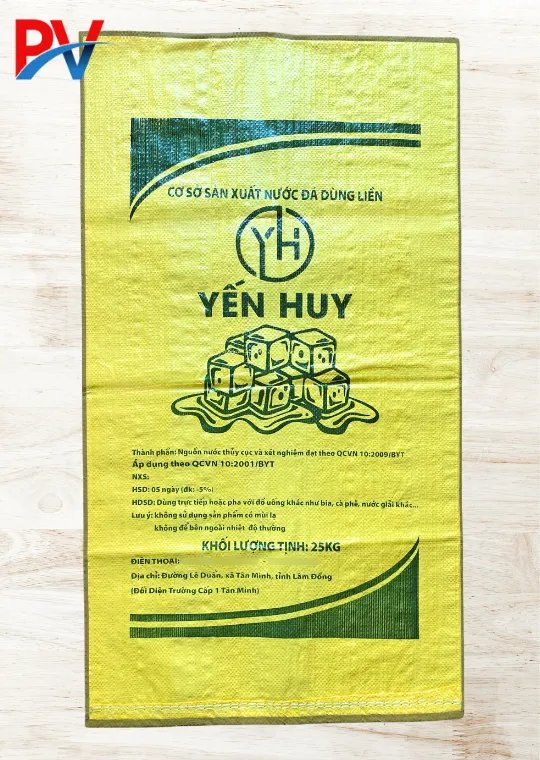 PV
CƠ SỞ SẢN XUẤT NƯỚC ĐÁ DÙNG LIỀN
YH
YẾN HUY
Thành phần: Nguồn nước thủy cục và xét nghiệm đạt theo QCVN 10:2009/BYT
Áp dụng theo QCVN 10:2001/BYT
NXS:
HSD: 05 ngày (đk: -5%)
HDSD: Dùng trực tiếp hoặc pha với đồ uống khác như bia, cà phê, nước giải khác...
Lưu ý: không sử dụng sản phẩm có mùi lạ
không để bên ngoài nhiệt độ thường
KHỐI LƯỢNG TỊNH: 25KG
ĐIỆN THOẠI:
Địa chỉ: Đường Lê Duẩn, xã Tân Minh, tỉnh Lâm Đồng
(Đối Diện Trường Cấp 1 Tân Minh)